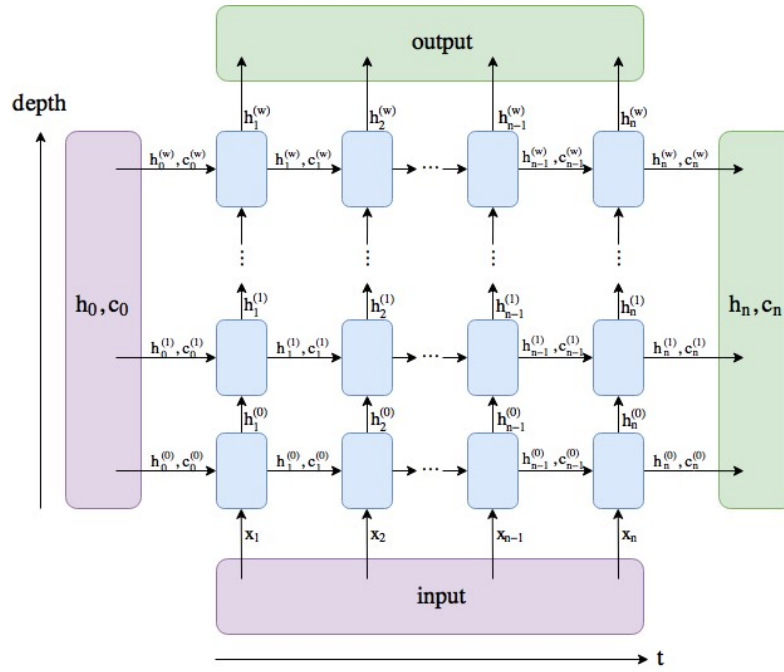 output
depth
h₁⁽ʷ⁾ h₂⁽ʷ⁾ hₙ₋₁⁽ʷ⁾ hₙ⁽ʷ⁾
h₀⁽ʷ⁾, c₀⁽ʷ⁾ h₁⁽ʷ⁾, c₁⁽ʷ⁾ ... hₙ₋₁⁽ʷ⁾, cₙ₋₁⁽ʷ⁾ hₙ⁽ʷ⁾, cₙ⁽ʷ⁾
⋮ ⋮ ⋮ ⋮
h₀, c₀ h₁⁽¹⁾ h₂⁽¹⁾ hₙ₋₁⁽¹⁾ hₙ⁽¹⁾ hₙ, cₙ
h₀⁽¹⁾, c₀⁽¹⁾ h₁⁽¹⁾, c₁⁽¹⁾ ... hₙ₋₁⁽¹⁾, cₙ₋₁⁽¹⁾ hₙ⁽¹⁾, cₙ⁽¹⁾
h₁⁽⁰⁾ h₂⁽⁰⁾ hₙ₋₁⁽⁰⁾ hₙ⁽⁰⁾
h₀⁽⁰⁾, c₀⁽⁰⁾ h₁⁽⁰⁾, c₁⁽⁰⁾ ... hₙ₋₁⁽⁰⁾, cₙ₋₁⁽⁰⁾ hₙ⁽⁰⁾, cₙ⁽⁰⁾
x₁ x₂ xₙ₋₁ xₙ
input
t